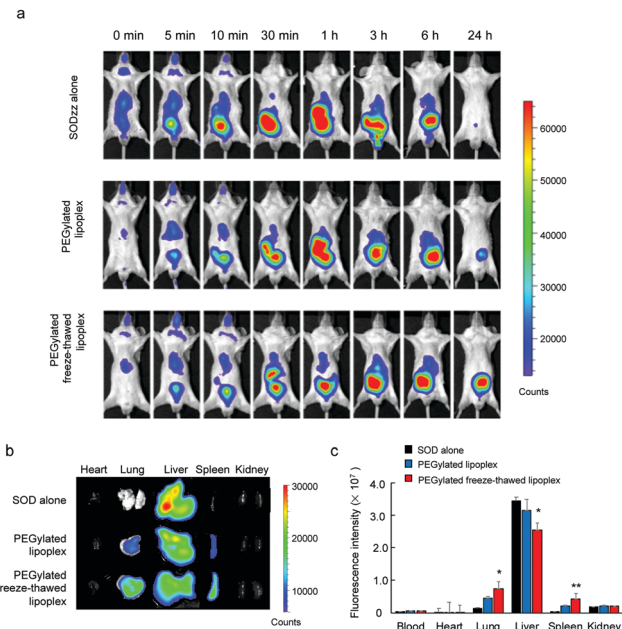 a
0 min 5 min 10 min 30 min 1 h 3 h 6 h 24 h
SODzz alone
PEGylated
lipoplex
PEGylated
freeze-thawed
lipoplex
60000
50000
40000
30000
20000
Counts
b
Heart Lung Liver Spleen Kidney
SOD alone
PEGylated
lipoplex
PEGylated
reeze-thawed
lipoplex
30000
20000
10000
Counts
c
SOD alone
PEGylated lipoplex
PEGylated freeze-thawed lipoplex
Fluorescence intensity (× 10⁷)
4.0
3.0
2.0
1.0
0
*
*
**
Blood Heart Lung Liver Spleen Kidney